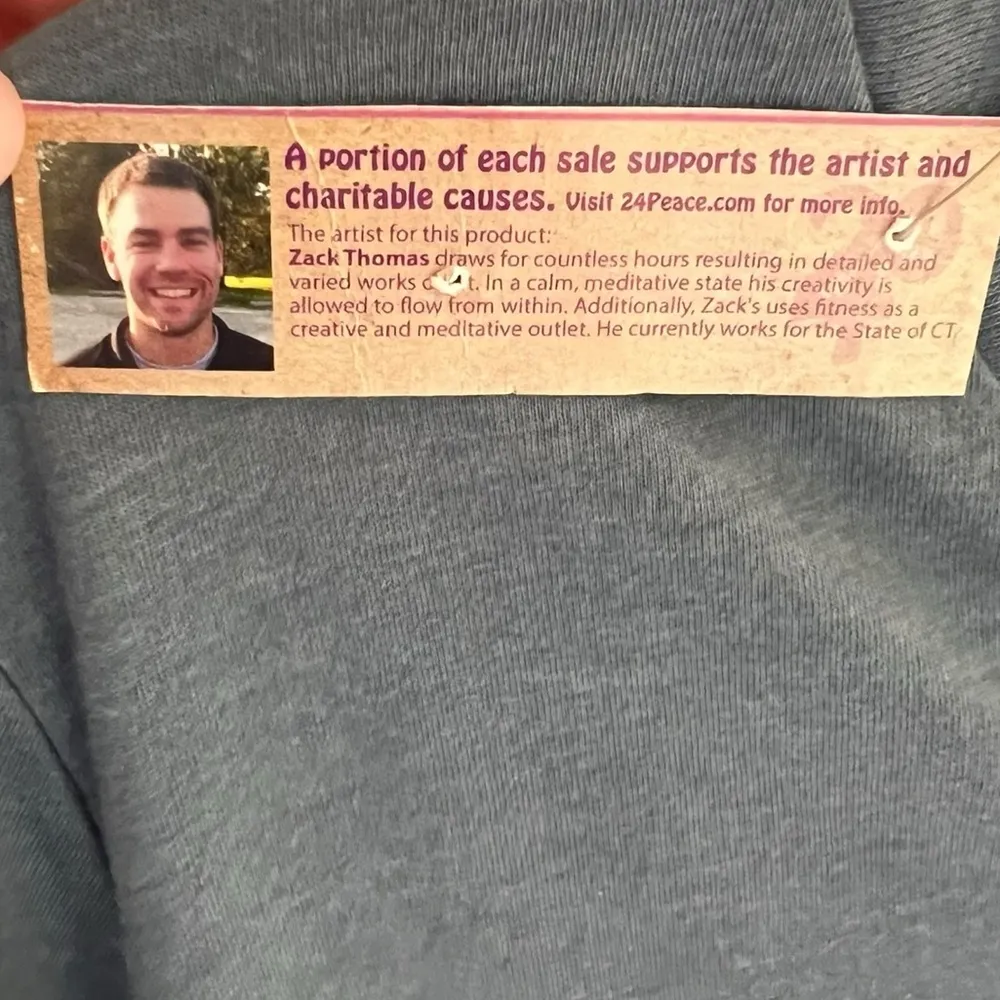 A portion of each sale supports the artist and
charitable causes. Visit 24Peace.com for more info.
The artist for this product:
Zack Thomas draws for countless hours resulting in detailed and
varied works In a calm, meditative state his creativity is
allowed to flow from within. Additionally, Zack's uses fitness as a
creative and meditative outlet. He currently works for the State of CT